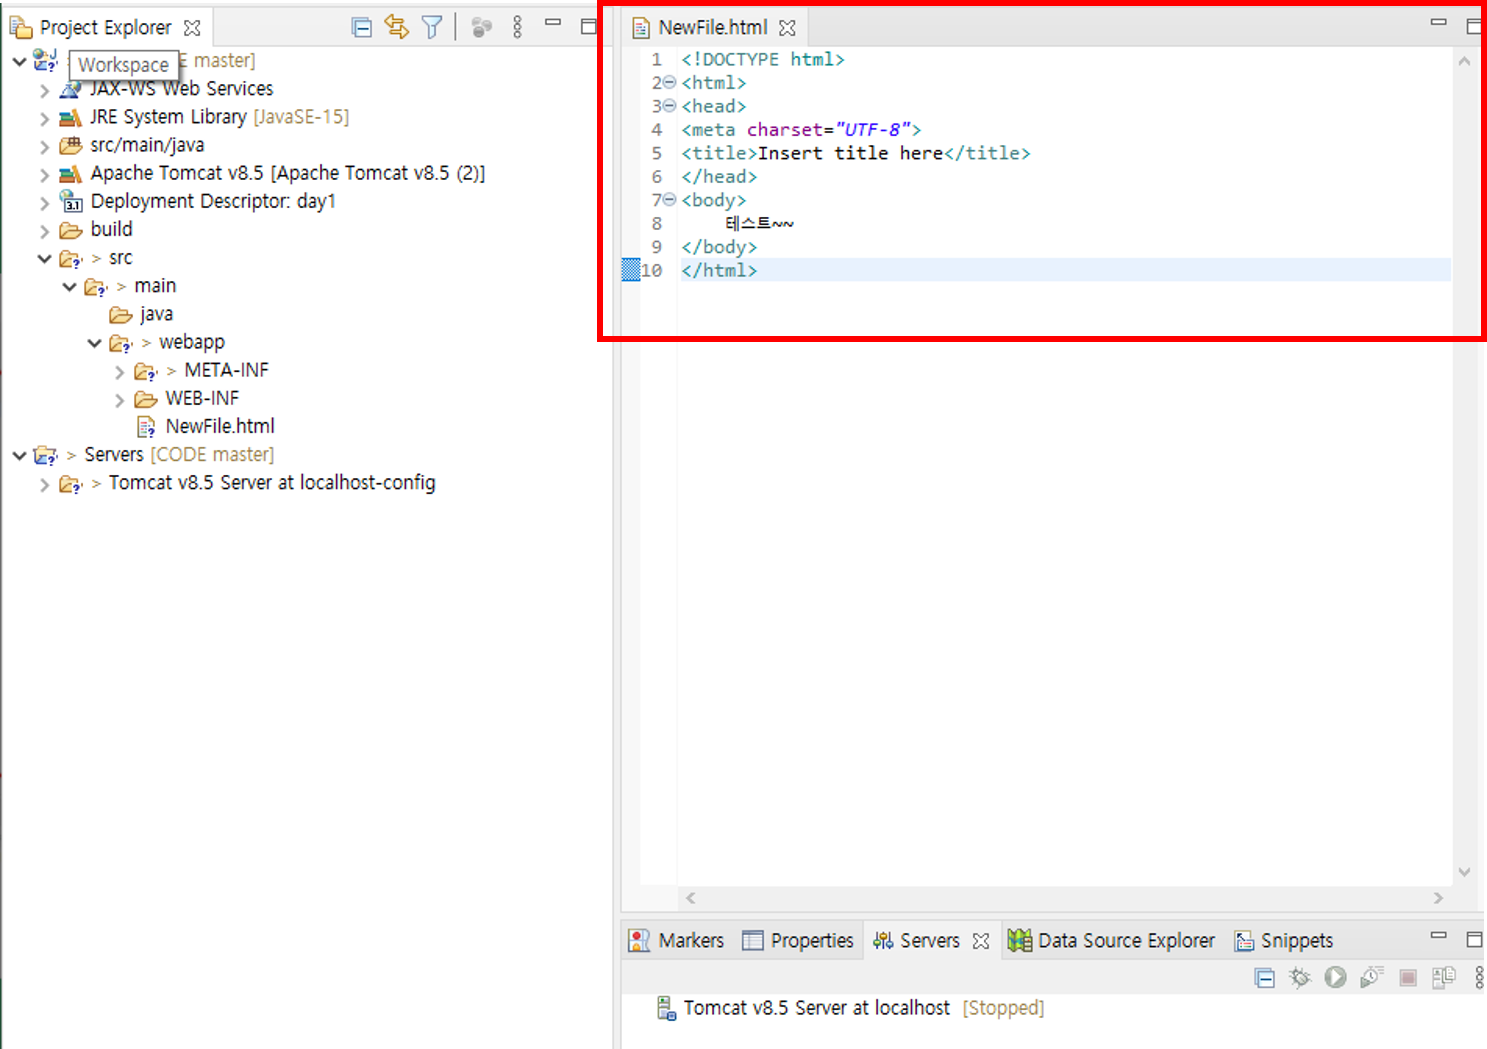 Project Explorer
Workspace
master]
JAX-WS Web Services
JRE System Library [JavaSE-15]
src/main/java
Apache Tomcat v8.5 [Apache Tomcat v8.5 (2)]
Deployment Descriptor: day1
build
> src
> main
java
> webapp
> META-INF
WEB-INF
NewFile.html
> Servers [CODE master]
> Tomcat v8.5 Server at localhost-config
NewFile.html
1 <!DOCTYPE html>
2 <html>
3 <head>
4 <meta charset="UTF-8">
5 <title>Insert title here</title>
6 </head>
7 <body>
8 테스트~~
9 </body>
10 </html>
Markers Properties Servers Data Source Explorer Snippets
Tomcat v8.5 Server at localhost [Stopped]